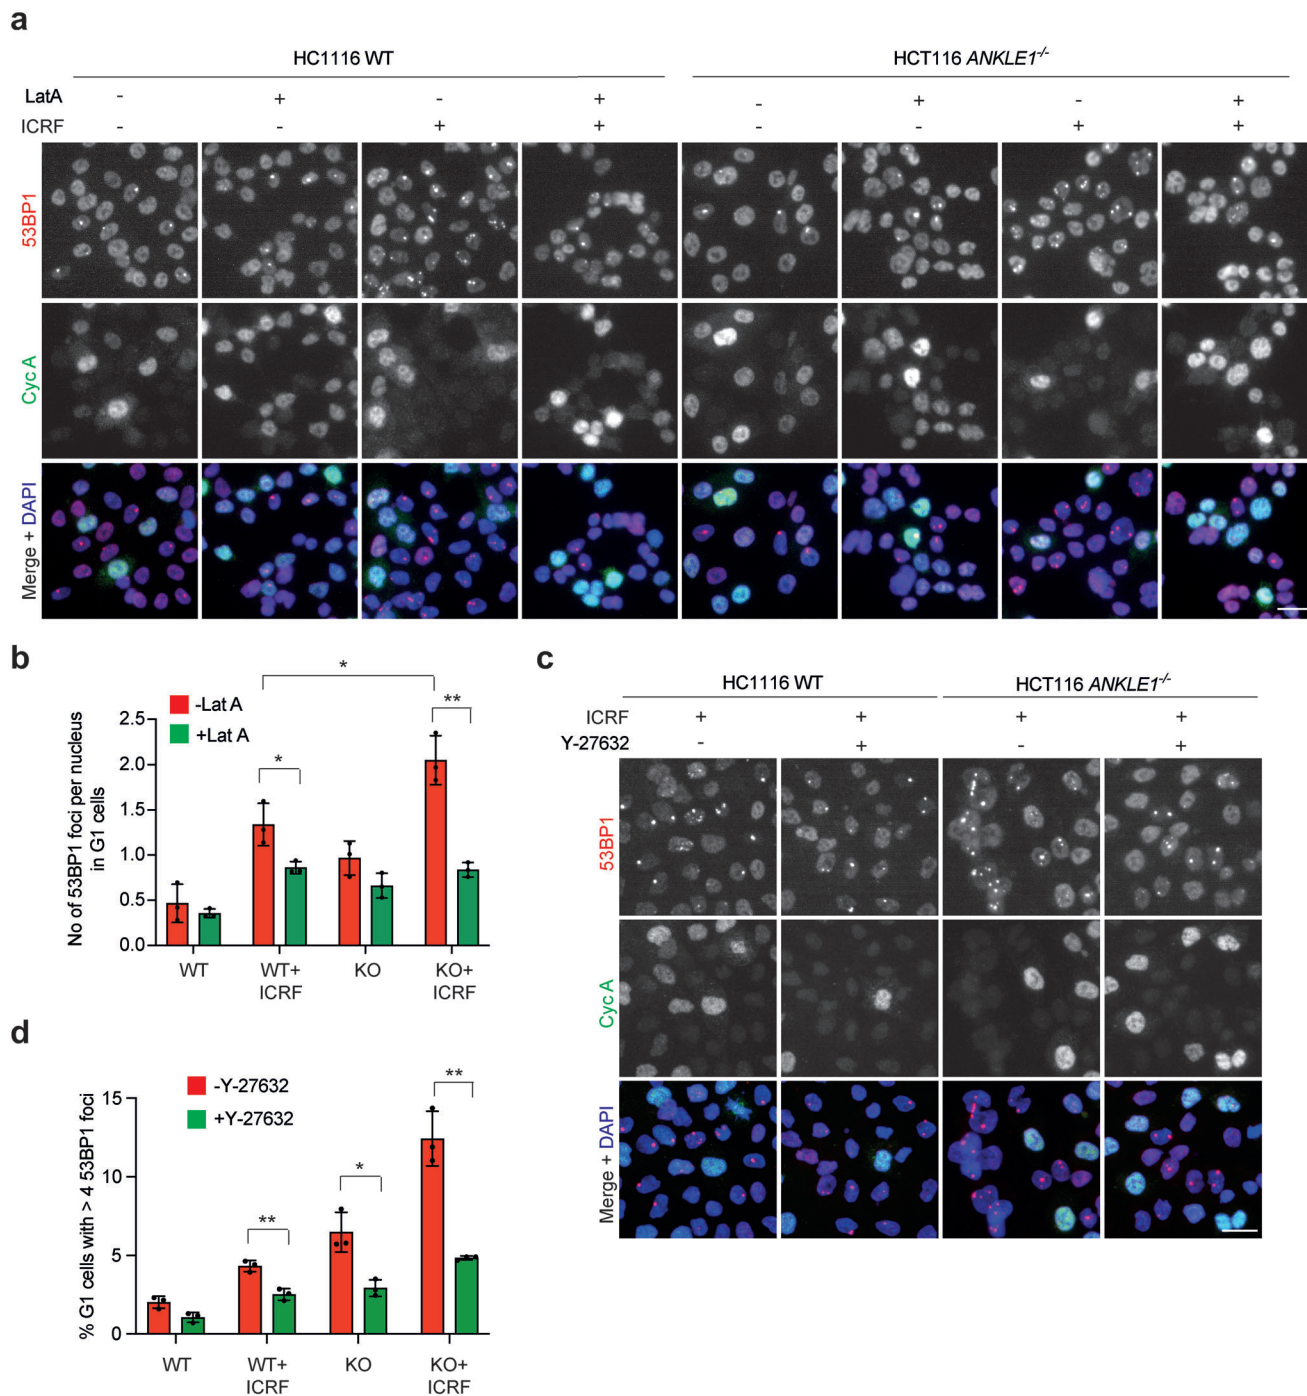 a
HC1116 WT HCT116 ANKLE1-/-
LatA - + - + - + - +
ICRF - - + + - - + +
53BP1
Cyc A
Merge + DAPI
b
-Lat A
+Lat A
No of 53BP1 foci per nucleus
in G1 cells
2.5
2.0
1.5
1.0
0.5
0.0
* * **
WT WT+ KO KO+
ICRF ICRF
c
HC1116 WT HCT116 ANKLE1-/-
ICRF + + + +
Y-27632 - + - +
53BP1
Cyc A
Merge + DAPI
d
-Y-27632
+Y-27632
% G1 cells with > 4 53BP1 foci
15
10
5
0
** * **
WT WT+ KO KO+
ICRF ICRF